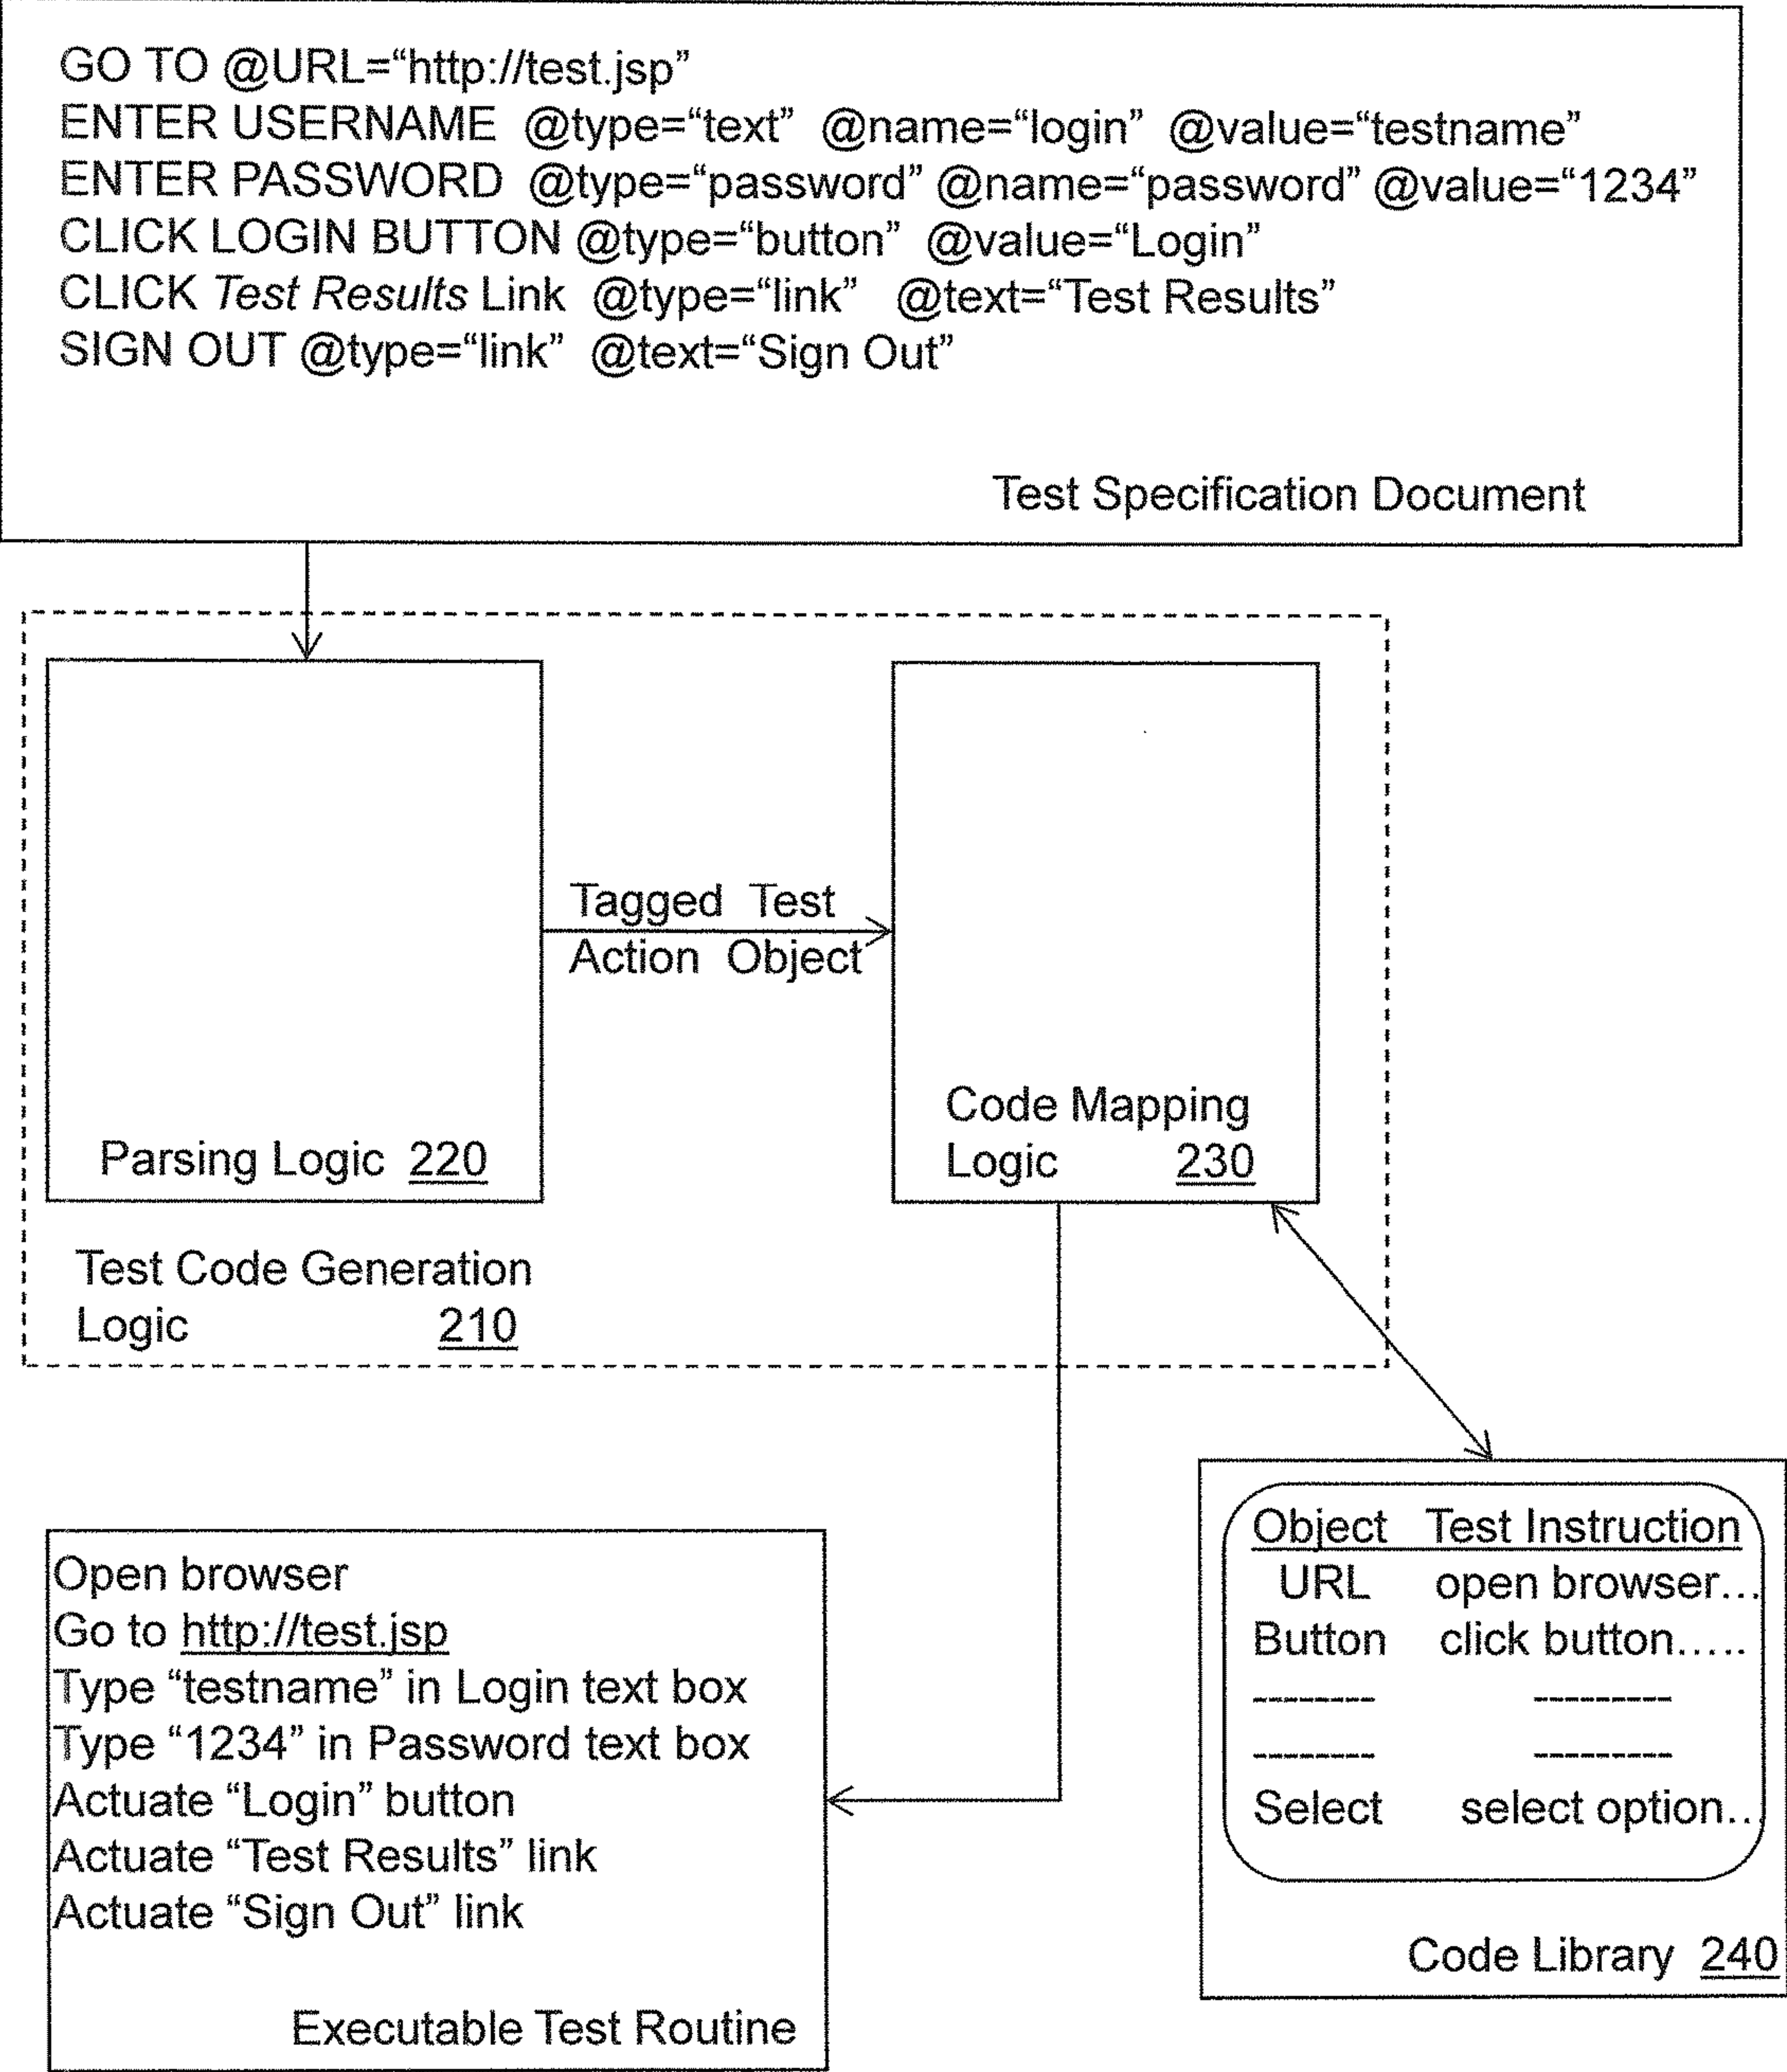 GO TO @URL=“http://test.jsp”
ENTER USERNAME @type=“text” @name=“login” @value=“testname”
ENTER PASSWORD @type=“password” @name=“password” @value=“1234”
CLICK LOGIN BUTTON @type=“button” @value=“Login”
CLICK Test Results Link @type=“link” @text=“Test Results”
SIGN OUT @type=“link” @text=“Sign Out”
Test Specification Document
Tagged Test
Action Object
Parsing Logic 220
Code Mapping
Logic 230
Test Code Generation
Logic 210
Open browser
Go to http://test.jsp
Type “testname” in Login text box
Type “1234” in Password text box
Actuate “Login” button
Actuate “Test Results” link
Actuate “Sign Out” link
Executable Test Routine
Object Test Instruction
URL open browser...
Button click button.....
-------- ---------
-------- ---------
Select select option...
Code Library 240